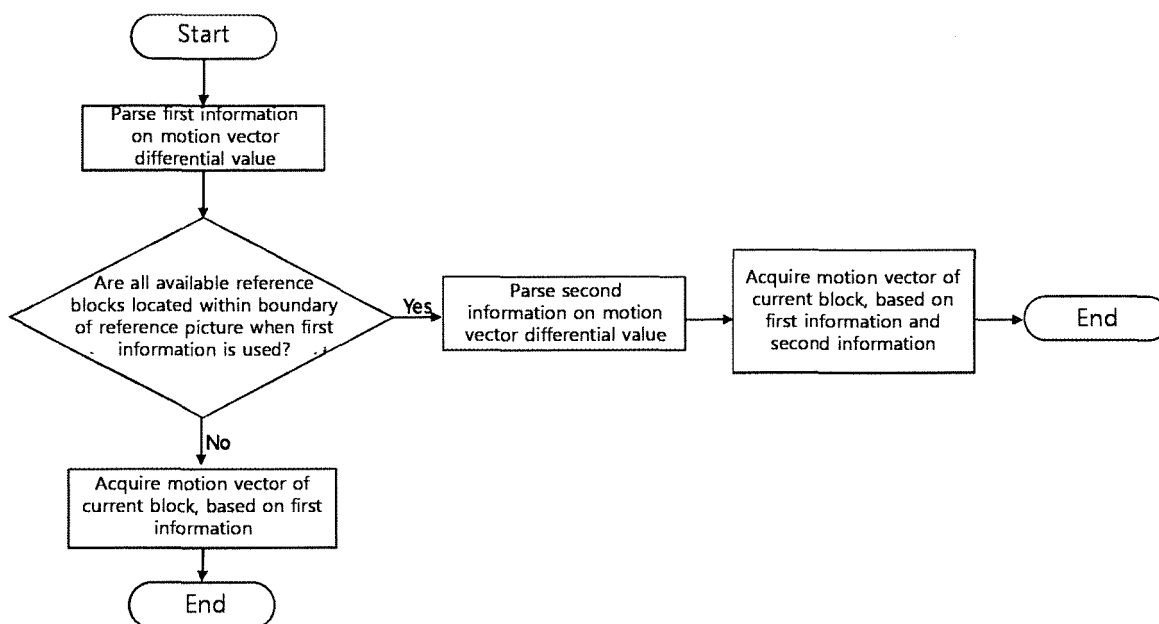 Start
Parse first information
on motion vector
differential value
Are all available reference
blocks located within boundary
of reference picture when first
information is used?
Yes
Parse second
information on motion
vector differential value
Acquire motion vector of
current block, based on
first information and
second information
End
No
Acquire motion vector of
current block, based on first
information
End